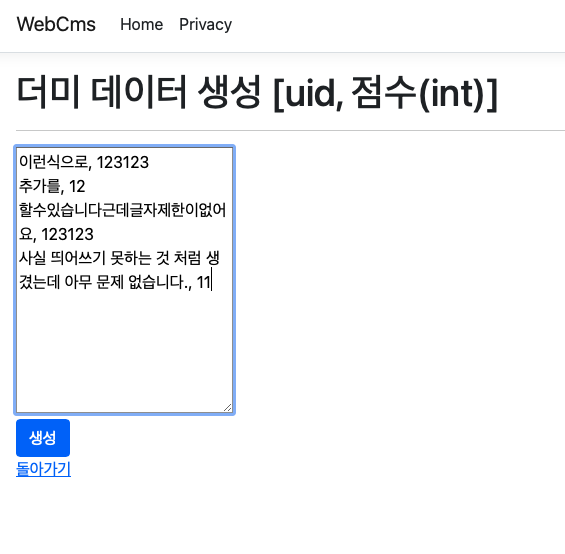 WebCms Home Privacy
더미 데이터 생성 [uid, 점수(int)]
이런식으로, 123123
추가를, 12
할수있습니다근데글자제한이없어
요, 123123
사실 띄어쓰기 못하는 것 처럼 생
겼는데 아무 문제 없습니다., 11
생성
돌아가기